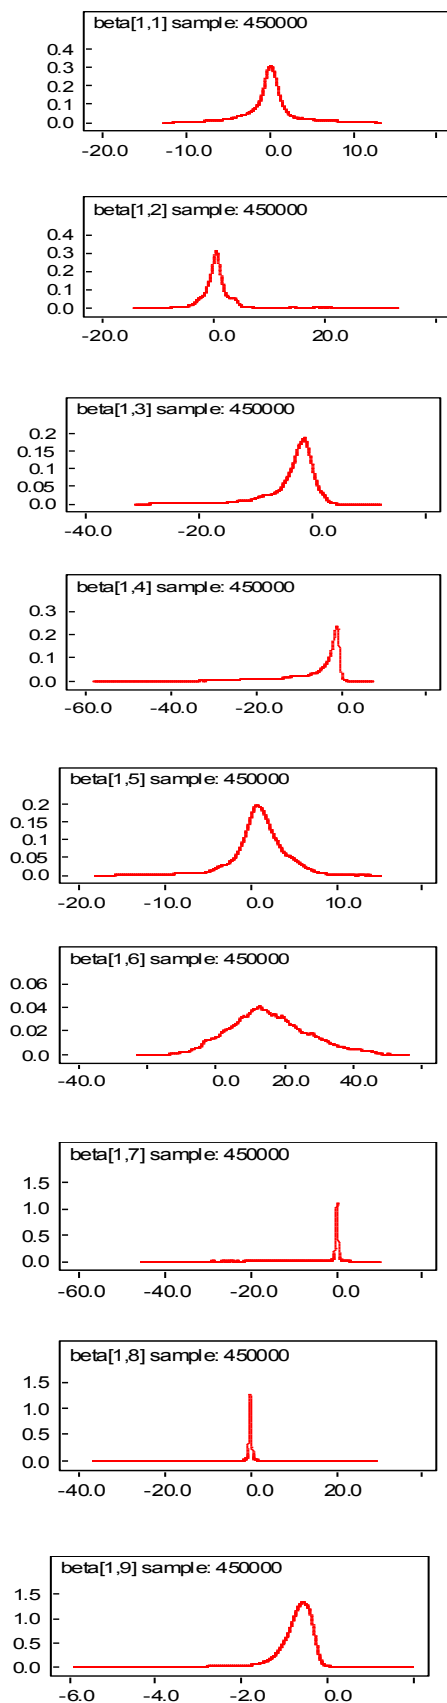 beta[1,1] sample: 450000
0.4
0.3
0.2
0.1
0.0
-20.0 -10.0 0.0 10.0
beta[1,2] sample: 450000
0.4
0.3
0.2
0.1
0.0
-20.0 0.0 20.0
beta[1,3] sample: 450000
0.2
0.15
0.1
0.05
0.0
-40.0 -20.0 0.0
beta[1,4] sample: 450000
0.3
0.2
0.1
0.0
-60.0 -40.0 -20.0 0.0
beta[1,5] sample: 450000
0.2
0.15
0.1
0.05
0.0
-20.0 -10.0 0.0 10.0
beta[1,6] sample: 450000
0.06
0.04
0.02
0.0
-40.0 0.0 20.0 40.0
beta[1,7] sample: 450000
1.5
1.0
0.5
0.0
-60.0 -40.0 -20.0 0.0
beta[1,8] sample: 450000
1.5
1.0
0.5
0.0
-40.0 -20.0 0.0 20.0
beta[1,9] sample: 450000
1.5
1.0
0.5
0.0
-6.0 -4.0 -2.0 0.0